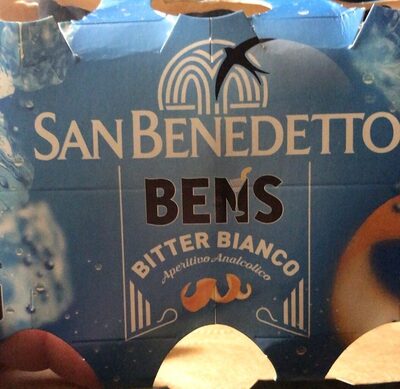 SAN BENEDETTO
BENS
BITTER BIANCO
Aperitivo Analcolico